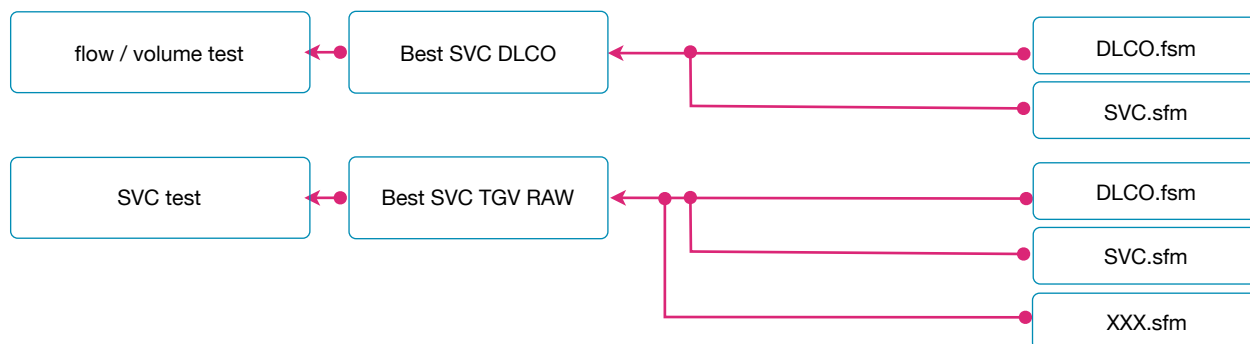 flow / volume test
Best SVC DLCO
DLCO.fsm
SVC.sfm
SVC test
Best SVC TGV RAW
DLCO.fsm
SVC.sfm
XXX.sfm